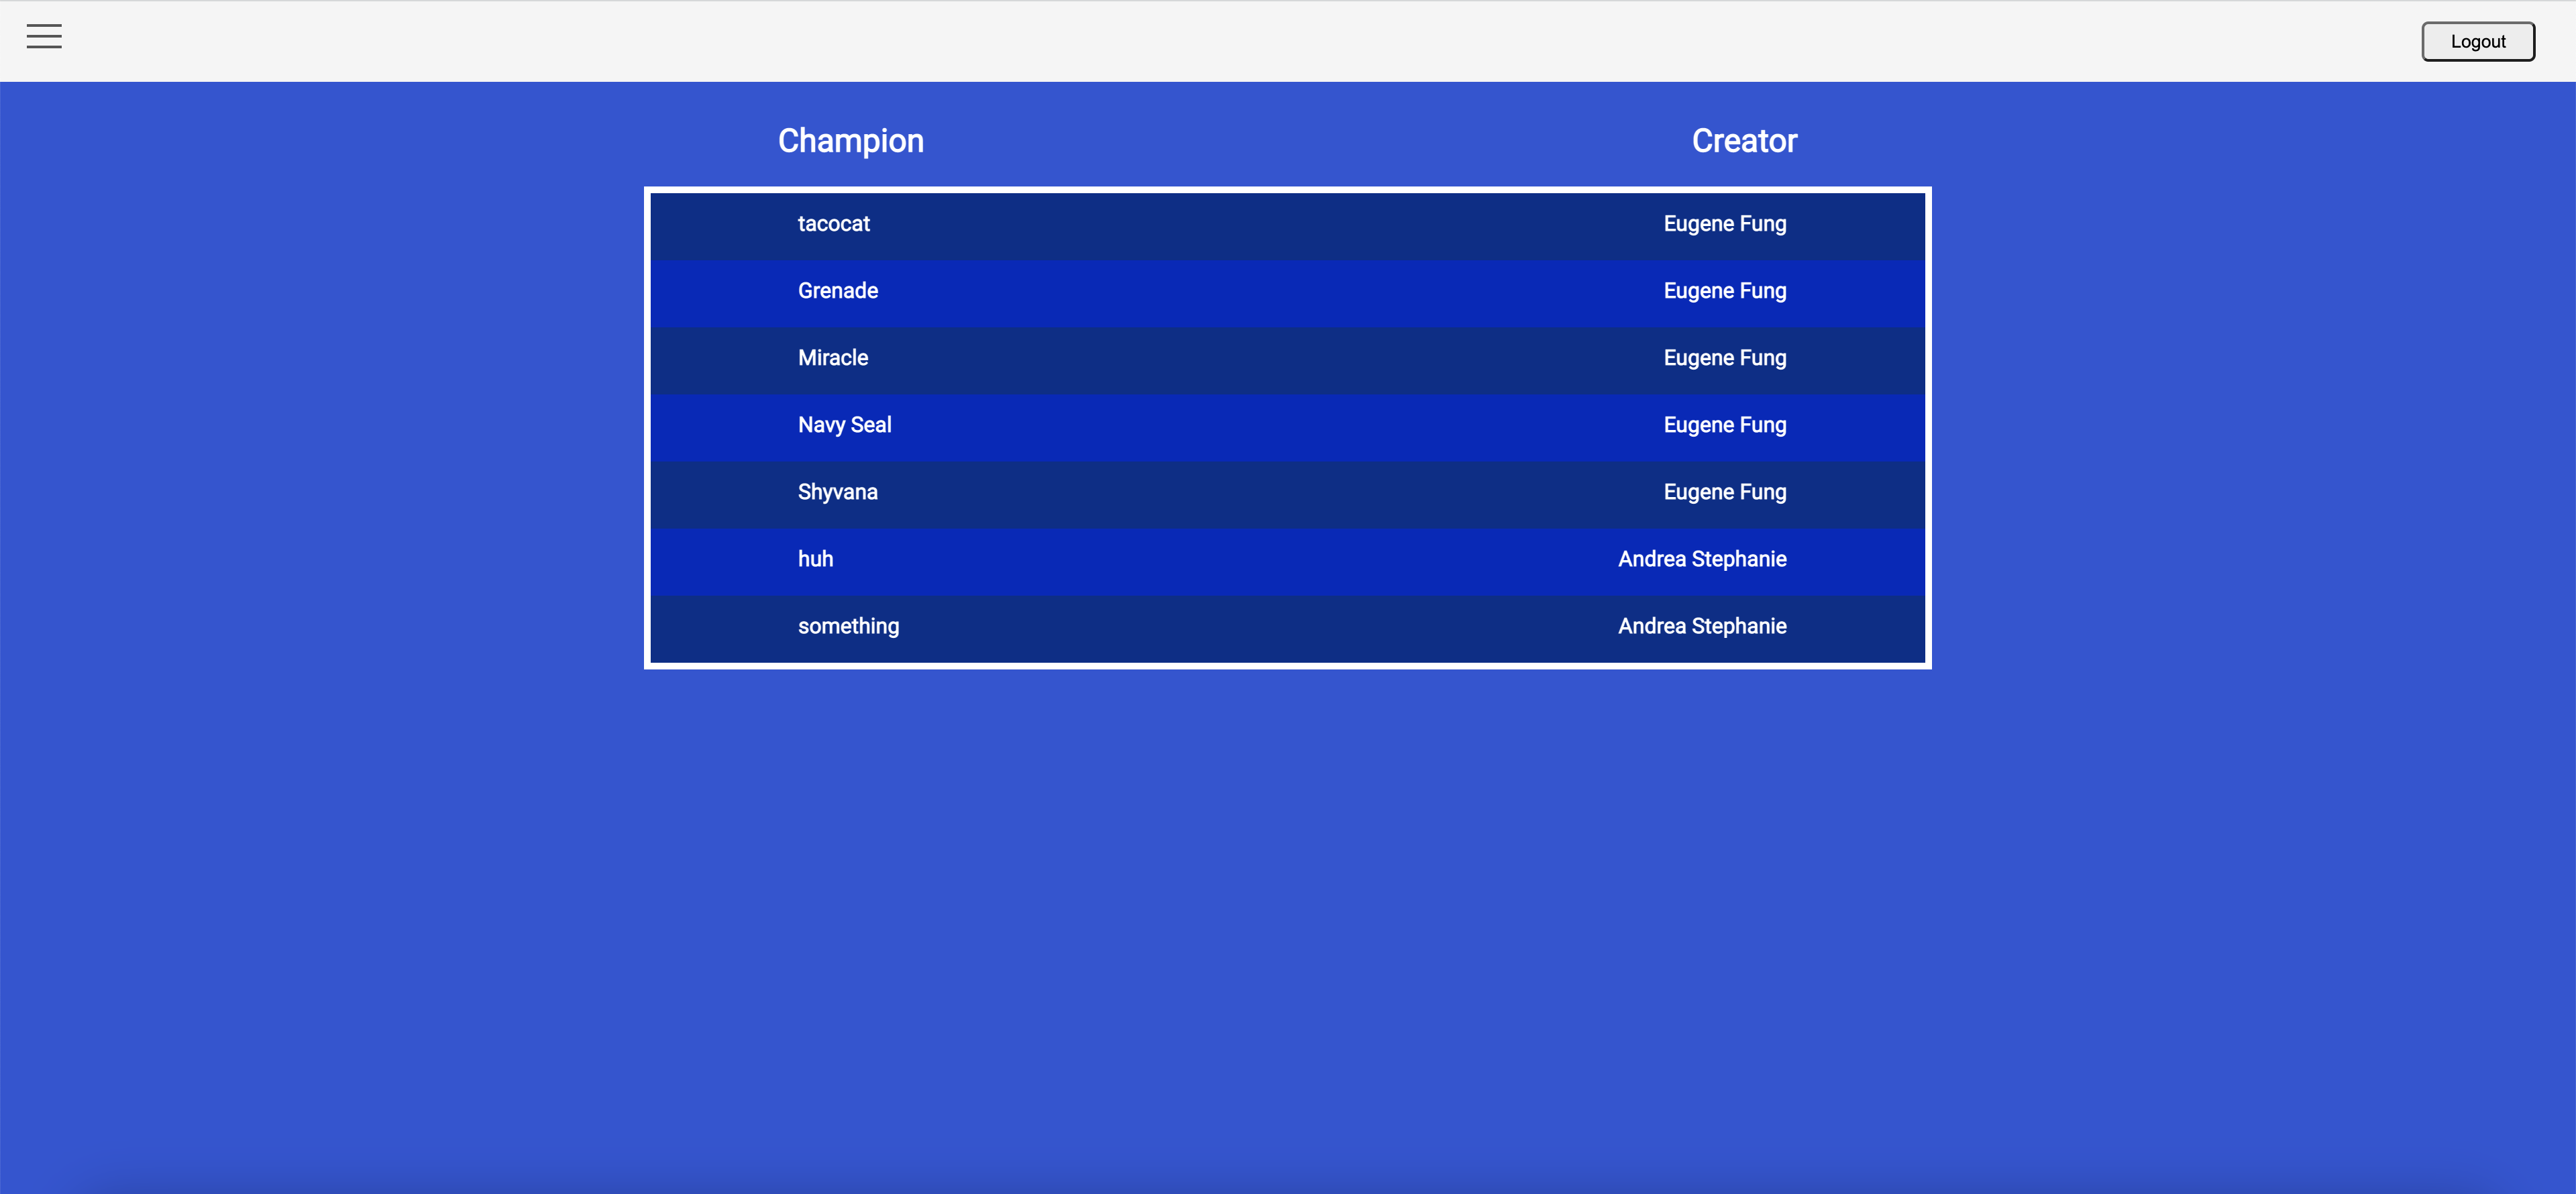 Logout
Champion Creator
tacocat Eugene Fung
Grenade Eugene Fung
Miracle Eugene Fung
Navy Seal Eugene Fung
Shyvana Eugene Fung
huh Andrea Stephanie
something Andrea Stephanie